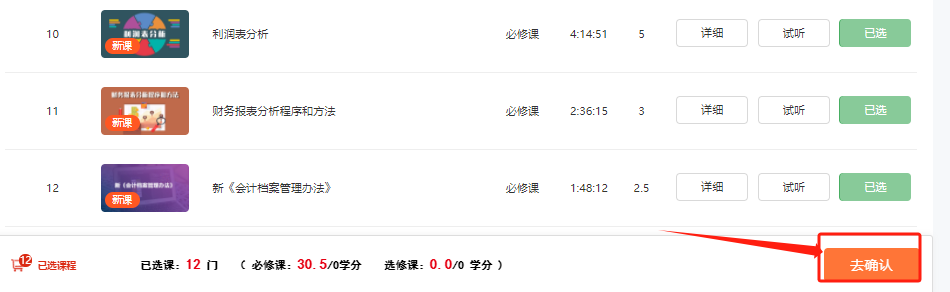 10 利润表分析 新课 利润表分析 必修课 4:14:51 5 详细 试听 已选
11 财务报表分析程序和方法 新课 财务报表分析程序和方法 必修课 2:36:15 3 详细 试听 已选
12 新《会计档案管理办法》 新课 新《会计档案管理办法》 必修课 1:48:12 2.5 详细 试听 已选
12 已选课程 已选课：12 门 （ 必修课：30.5/0学分 选修课：0.0/0 学分 ） 去确认